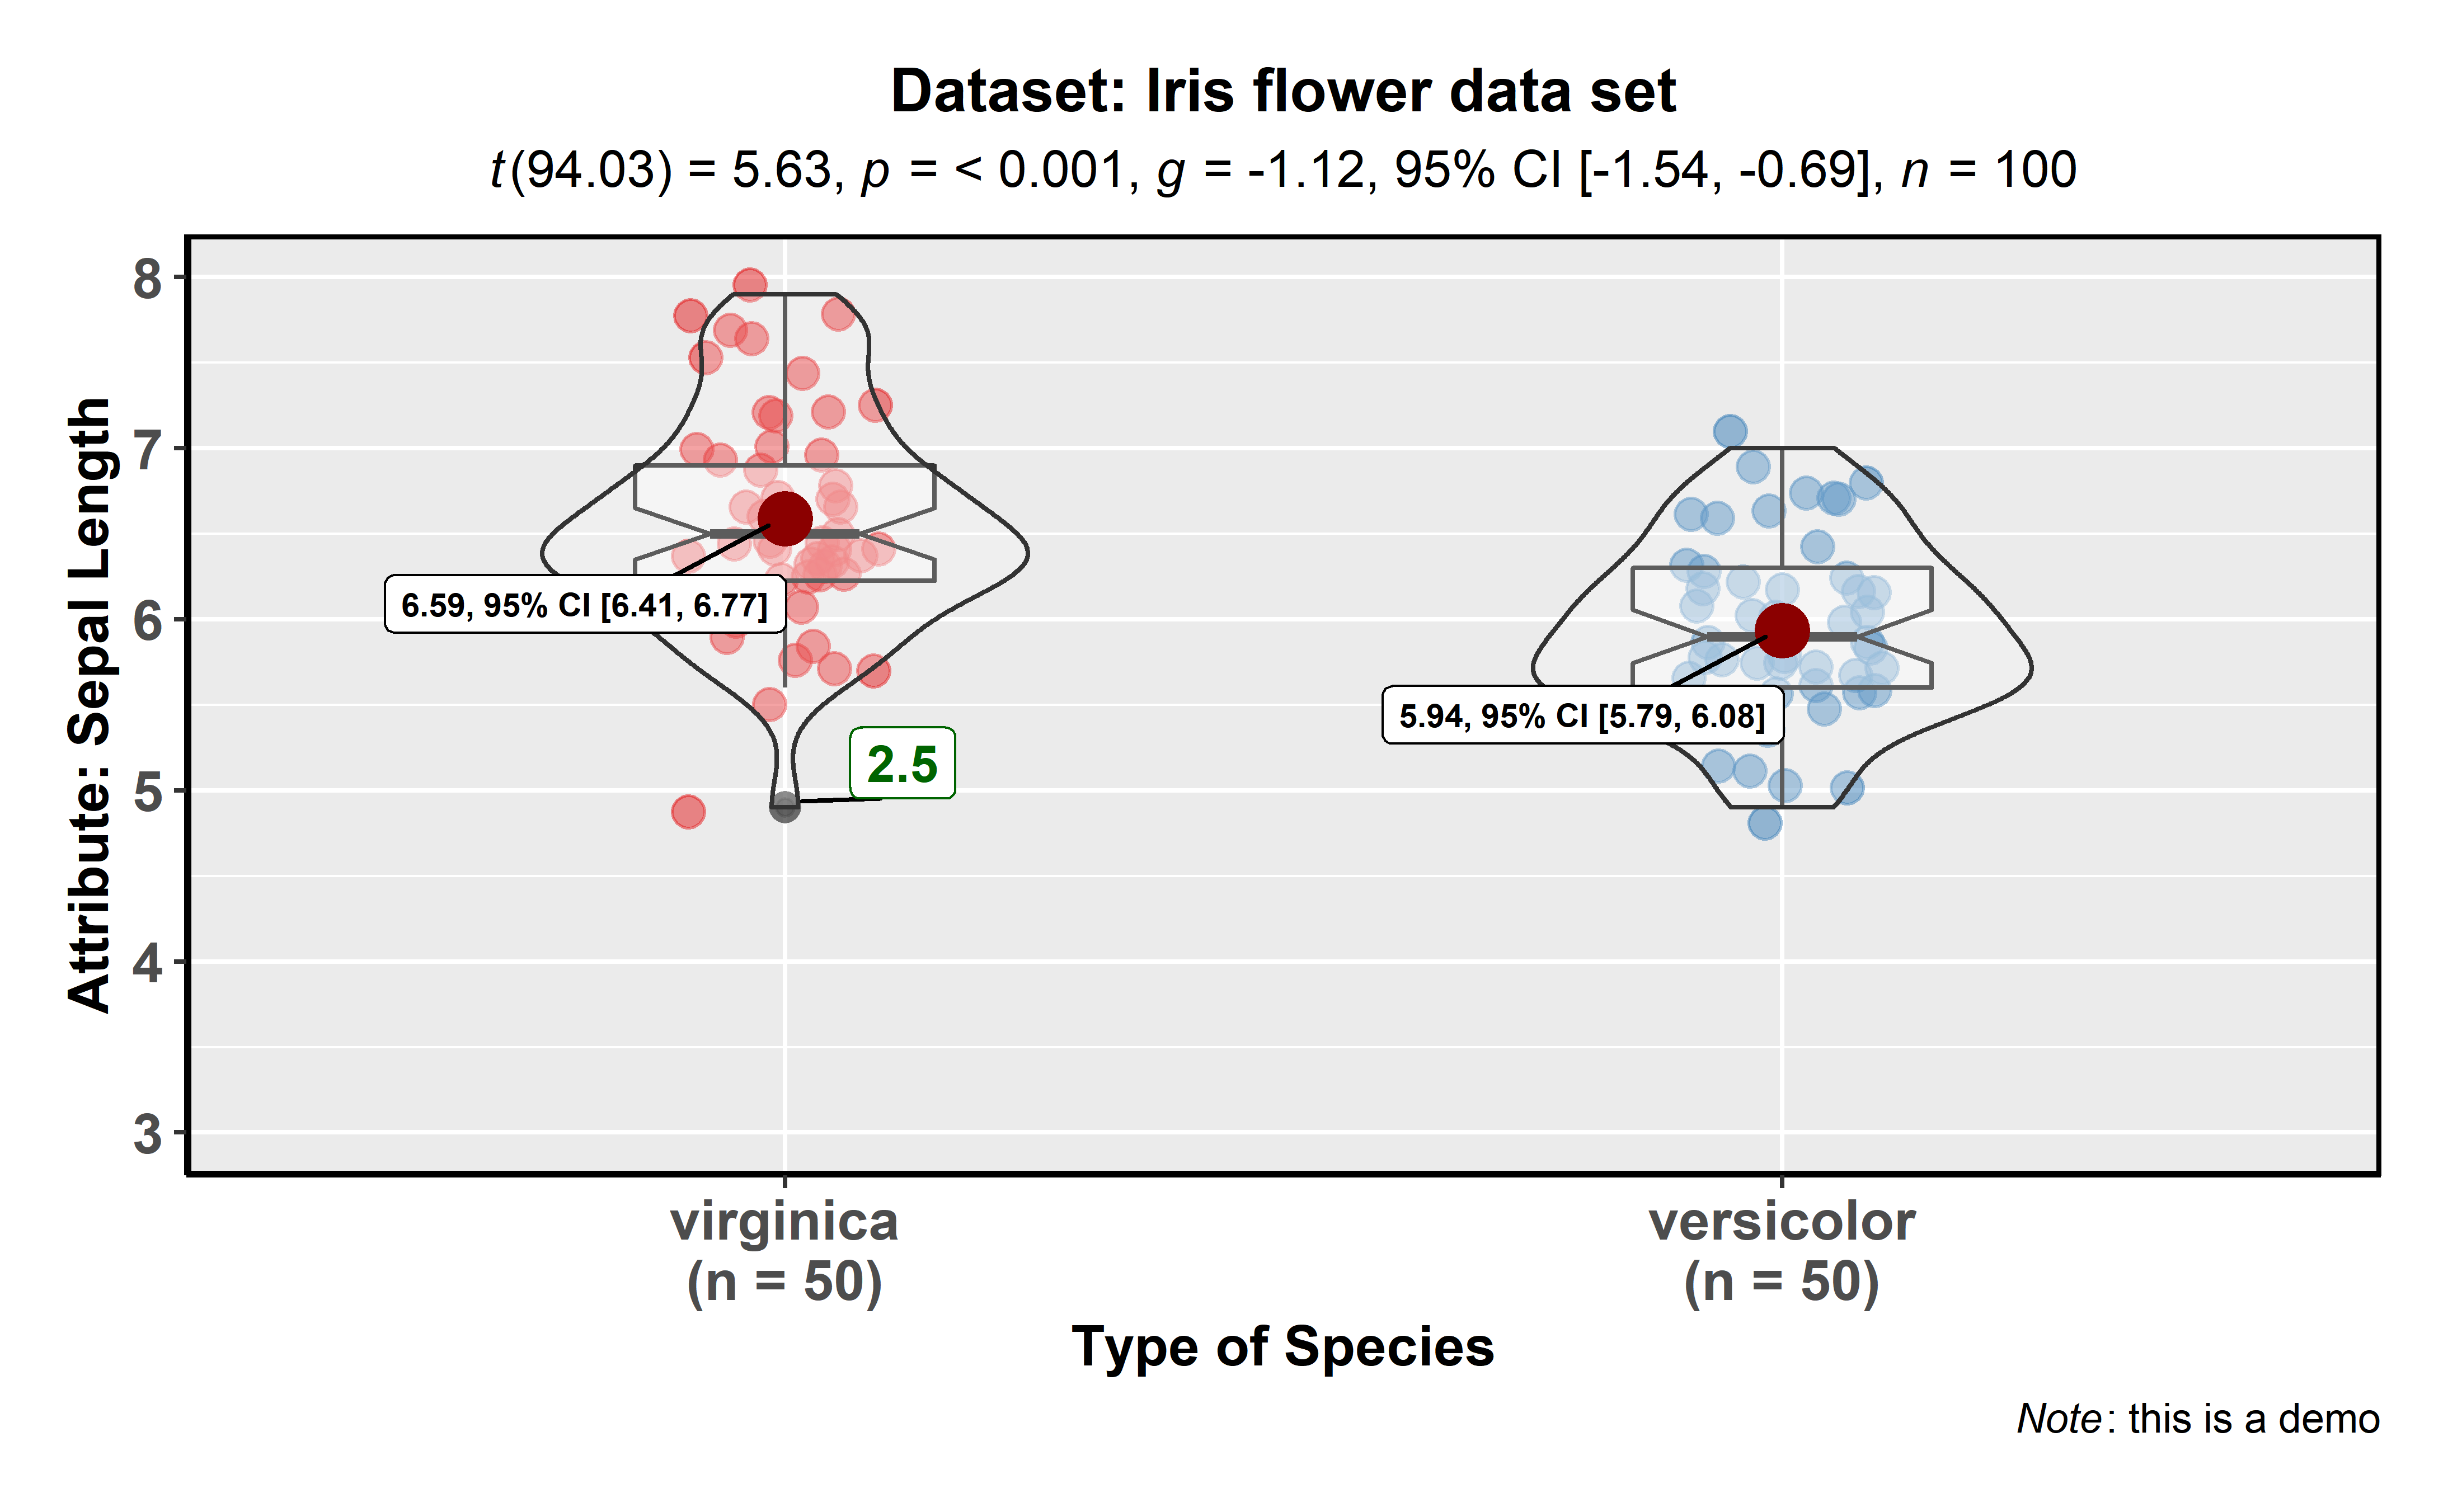 Dataset: Iris flower data set
t(94.03) = 5.63, p = < 0.001, g = -1.12, 95% CI [-1.54, -0.69], n = 100
Attribute: Sepal Length
8
7
6
5
4
3
6.59, 95% CI [6.41, 6.77]
2.5
5.94, 95% CI [5.79, 6.08]
virginica
(n = 50)
versicolor
(n = 50)
Type of Species
Note: this is a demo